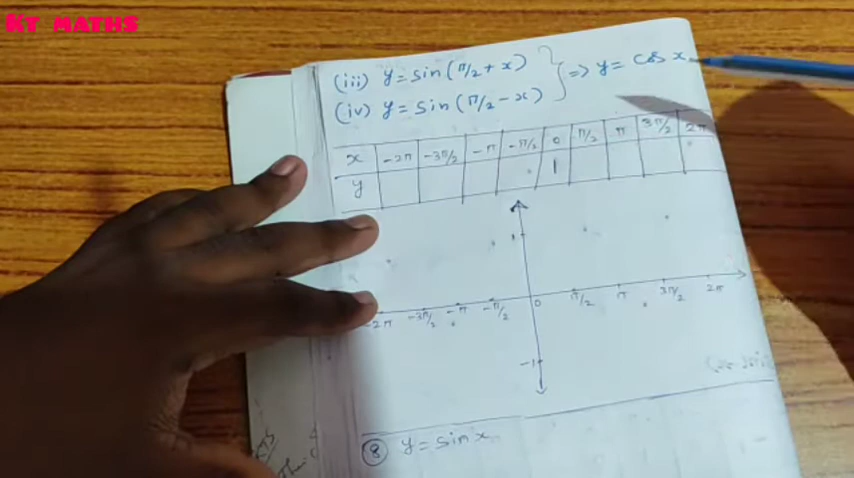 KT MATHS
(iii) y = sin(π/2 + x)
(iv) y = sin(π/2 - x) } => y = cos x
x -2π -3π/2 -π -π/2 0 π/2 π 3π/2 2π
y 1
-2π -3π/2 -π -π/2 0 π/2 π 3π/2 2π
-1
8 y = sin x